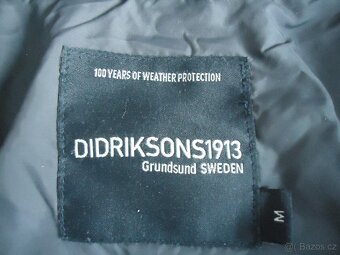 100 YEARS OF WEATHER PROTECTION
DIDRIKSONS1913
Grundsund SWEDEN
M
Bazos.cz